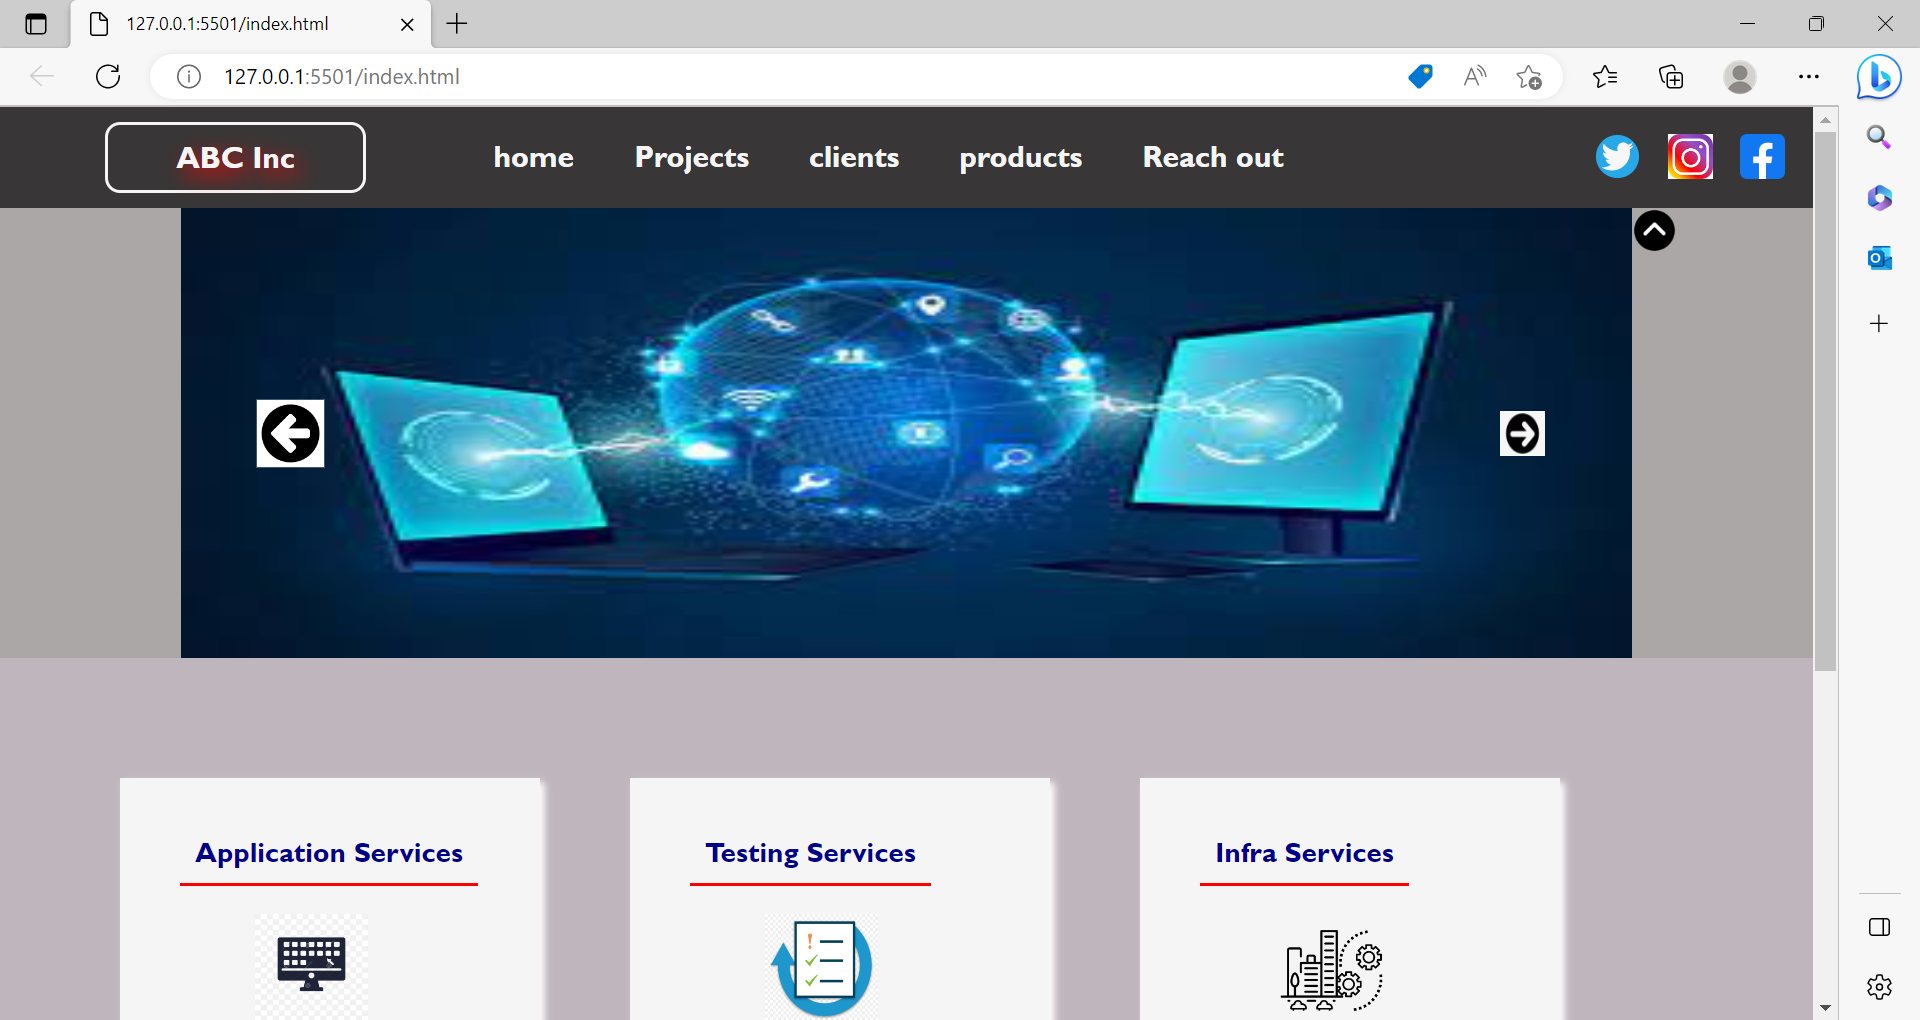 127.0.0.1:5501/index.html
127.0.0.1:5501/index.html
ABC Inc
home Projects clients products Reach out
Application Services
Testing Services
Infra Services